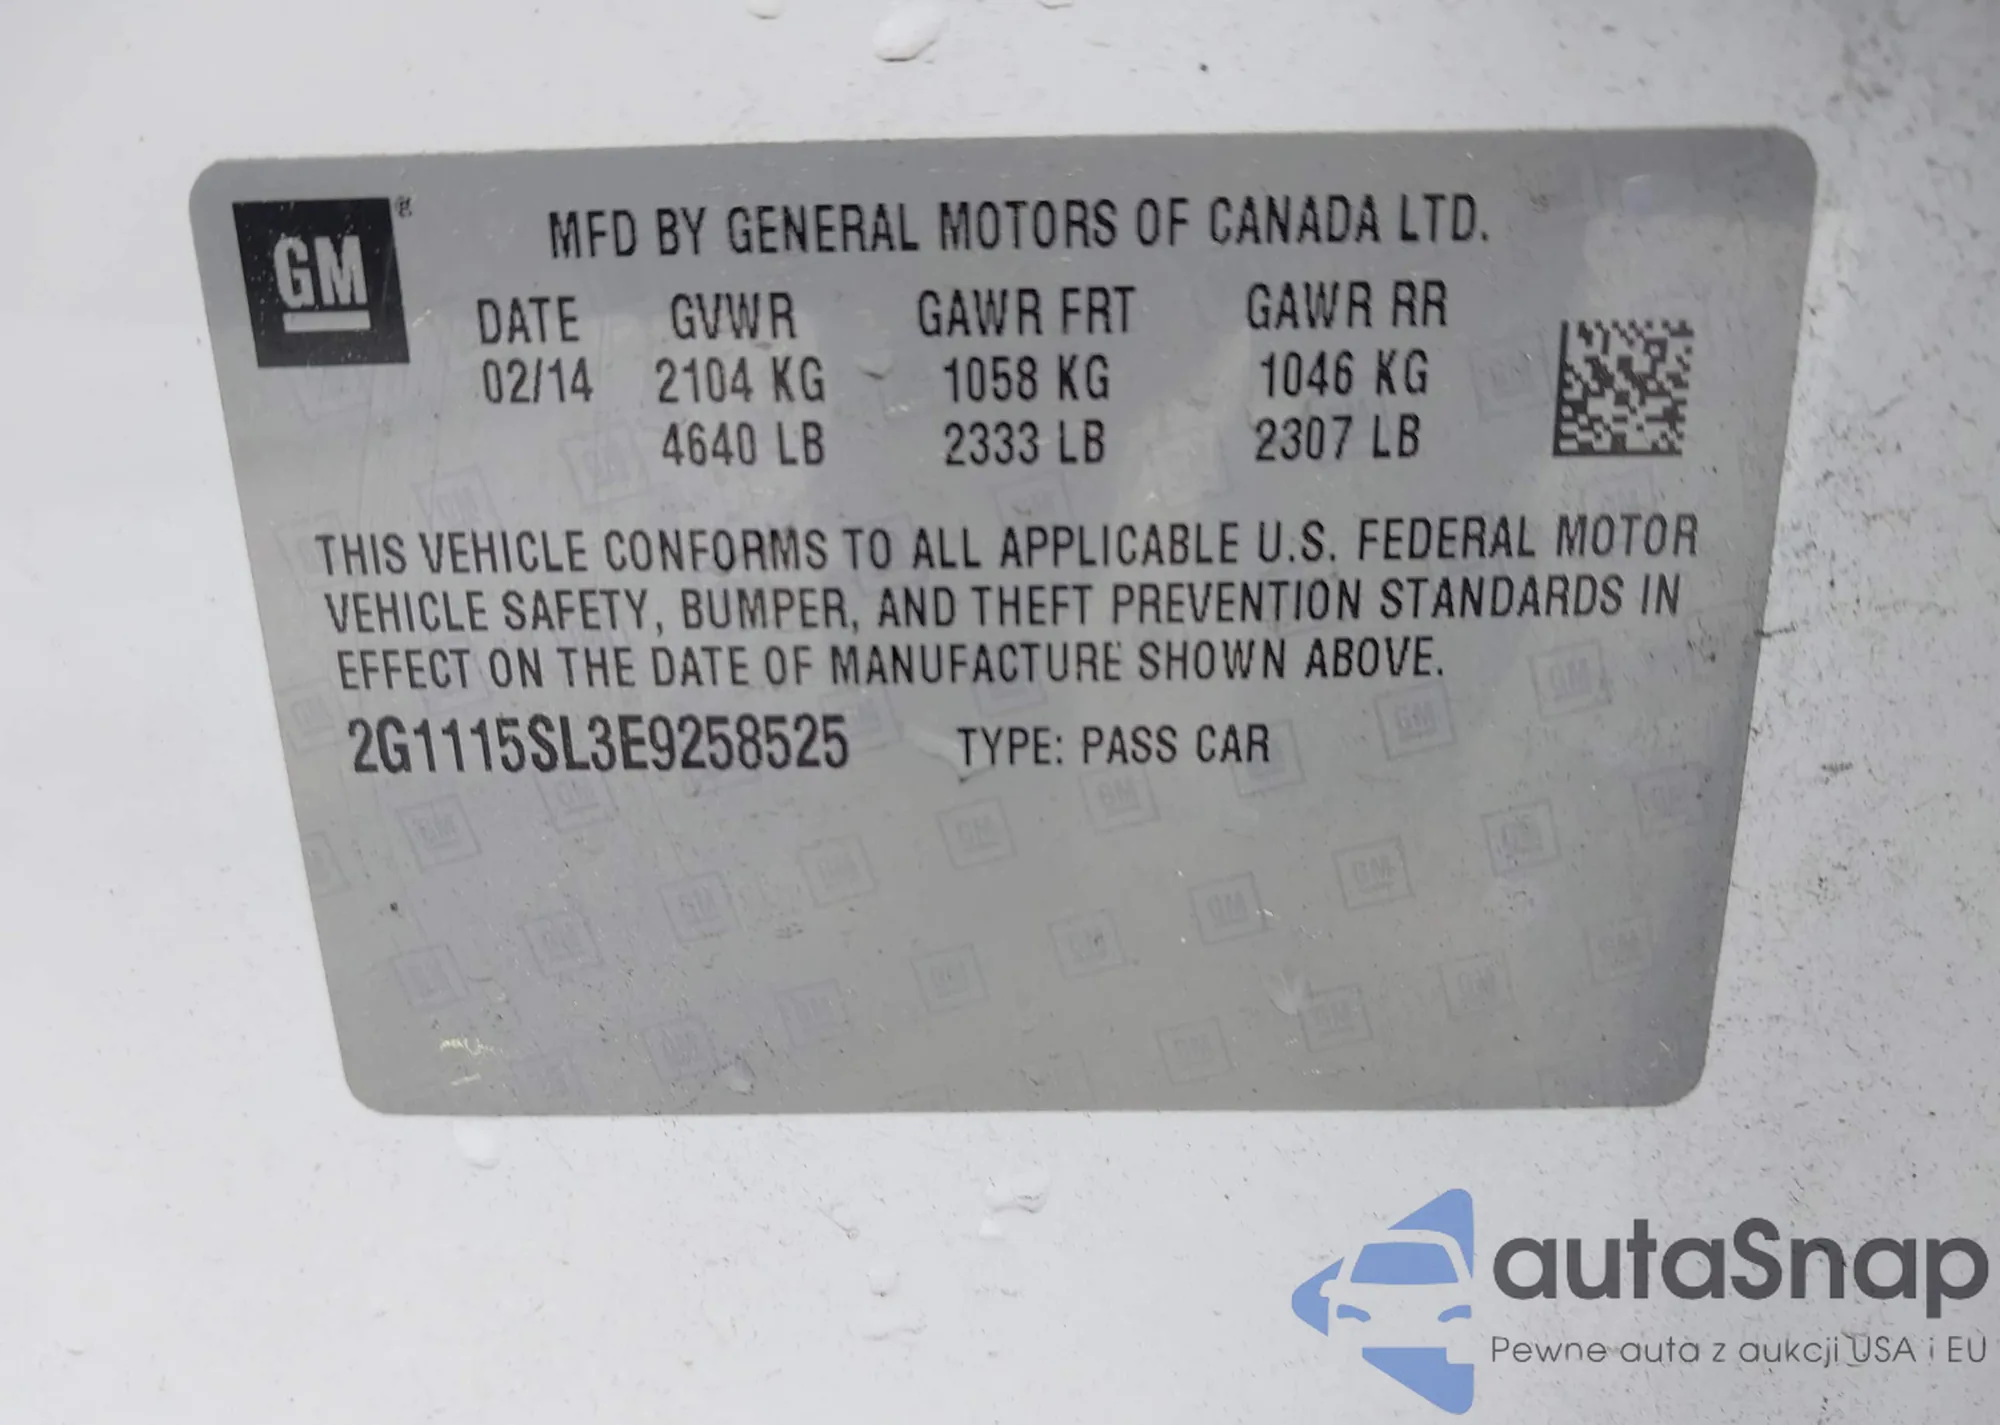 GM
MFD BY GENERAL MOTORS OF CANADA LTD.
DATE GVWR GAWR FRT GAWR RR
02/14 2104 KG 1058 KG 1046 KG
4640 LB 2333 LB 2307 LB
THIS VEHICLE CONFORMS TO ALL APPLICABLE U.S. FEDERAL MOTOR
VEHICLE SAFETY, BUMPER, AND THEFT PREVENTION STANDARDS IN
EFFECT ON THE DATE OF MANUFACTURE SHOWN ABOVE.
2G1115SL3E9258525 TYPE: PASS CAR
autaSnap
Pewne auta z aukcji USA i EU